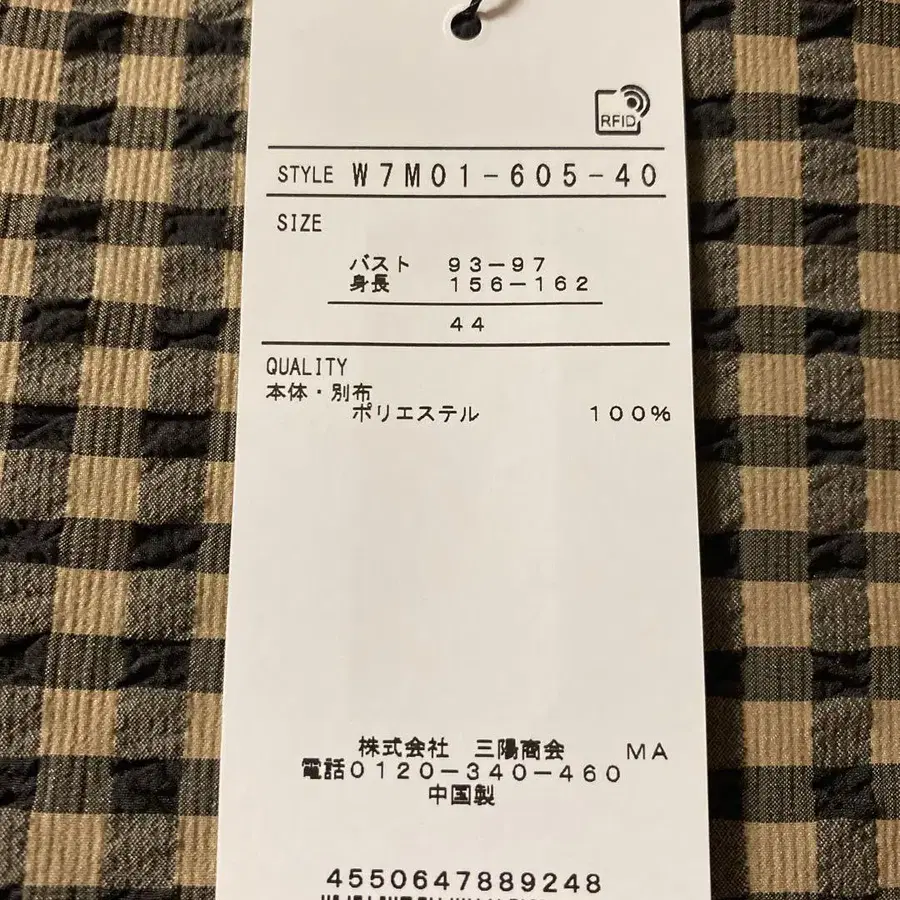 RFID
STYLE W7M01-605-40
SIZE
バスト 93-97
身長 156-162
44
QUALITY
本体・別布
ポリエステル 100%
株式会社 三陽商会 MA
電話0120-340-460
中国製
4550647889248